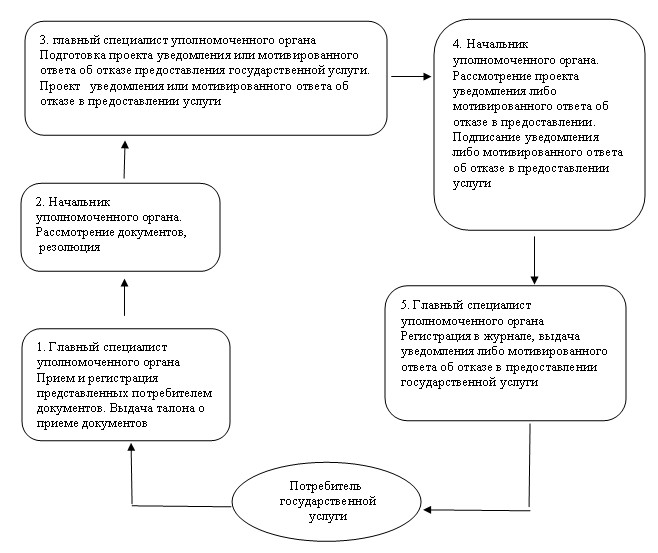 3. главный специалист уполномоченного органа
Подготовка проекта уведомления или мотивированного
ответа об отказе предоставления государственной услуги.
Проект уведомления или мотивированного ответа об
отказе в предоставлении услуги
4. Начальник
уполномоченного органа.
Рассмотрение проекта
уведомления либо
мотивированного ответа об
отказе в предоставлении.
Подписание уведомления
либо мотивированного ответа
об отказе в предоставлении
услуги
2. Начальник
уполномоченного органа.
Рассмотрение документов,
резолюция
5. Главный специалист
уполномоченного органа
Регистрация в журнале, выдача
уведомления либо мотивированного
ответа об отказе в предоставлении
государственной услуги
1. Главный специалист
уполномоченного органа
Прием и регистрация
представленных потребителем
документов. Выдача талона о
приеме документов
Потребитель
государственной
услуги